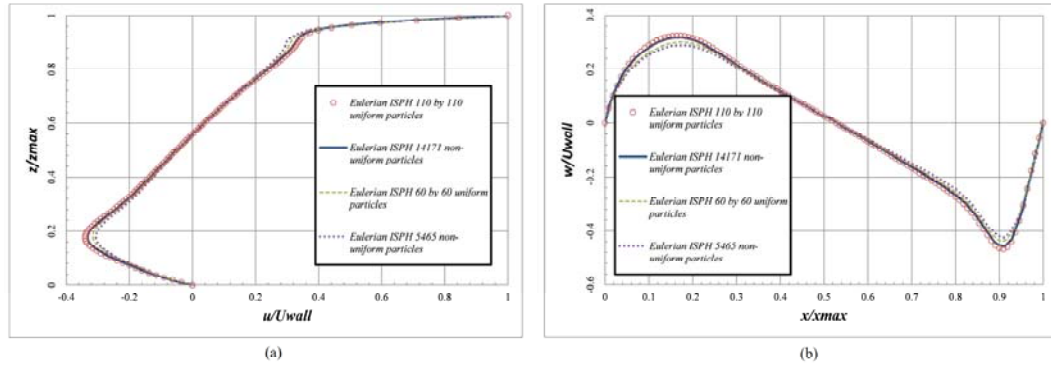 1
0.8
0.6
0.4
0.2
0
-0.4
-0.2
0
0.2
0.4
0.6
0.8
1
z/zmax
u/Uwall
Eulerian ISPH 110 by 110
uniform particles
Eulerian ISPH 14171 non-
uniform particles
Eulerian ISPH 60 by 60 uniform
particles
Eulerian ISPH 5465 non-
uniform particles
(a)
0.4
0.2
0
-0.2
-0.4
-0.6
0
0.1
0.2
0.3
0.4
0.5
0.6
0.7
0.8
0.9
1
w/Uwall
x/xmax
Eulerian ISPH 110 by 110
uniform particles
Eulerian ISPH 14171 non-
uniform particles
Eulerian ISPH 60 by 60 uniform
particles
Eulerian ISPH 5465 non-
uniform particles
(b)